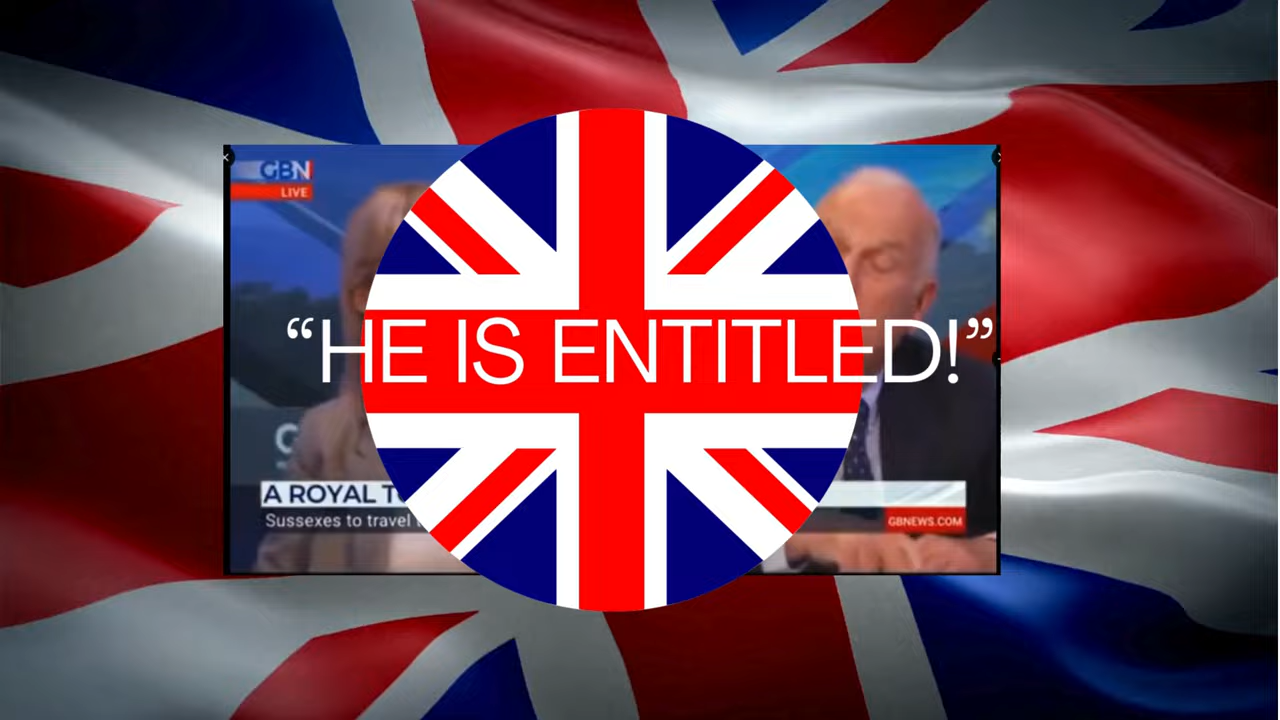 GBN
LIVE
“HE IS ENTITLED!”
A ROYAL
Sussexes to travel
GBNEWS.COM